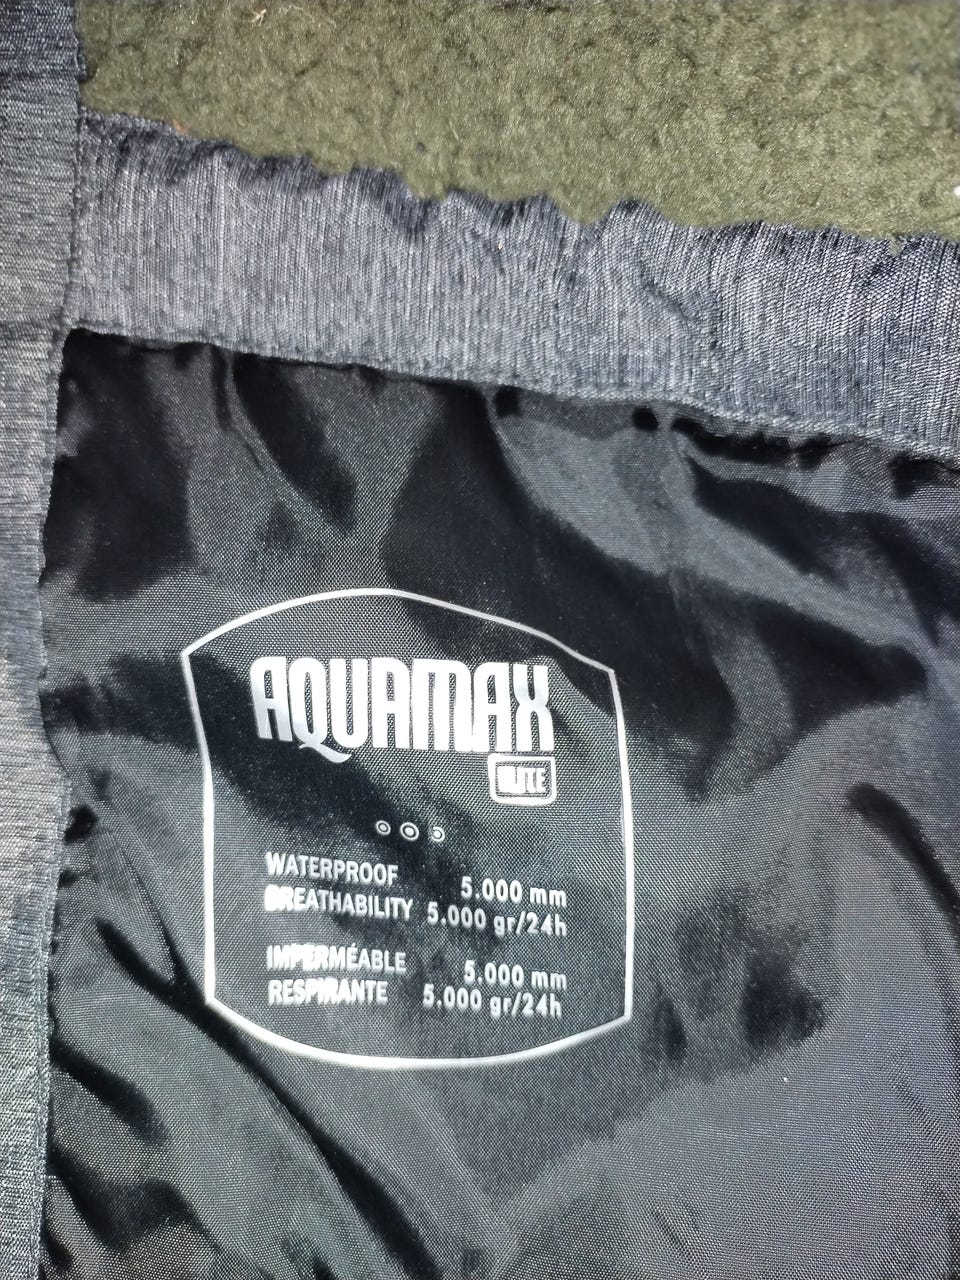 AQUAMAX
ELITE
WATERPROOF 5.000 mm
BREATHABILITY 5.000 gr/24h
IMPERMÉABLE 5.000 mm
RESPIRANTE 5.000 gr/24h